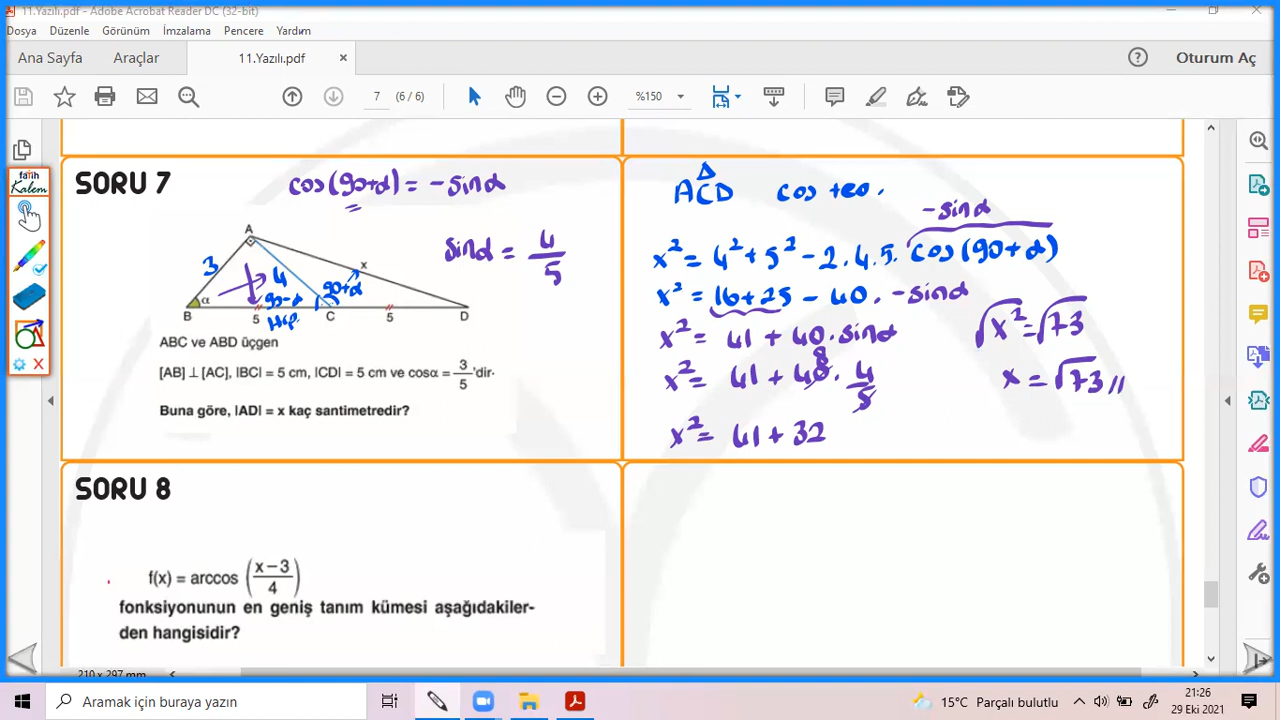 11.Yazılı.pdf - Adobe Acrobat Reader DC (32-bit)
Dosya Düzenle Görünüm İmzalama Pencere Yardım
Ana Sayfa Araçlar 11.Yazılı.pdf × Oturum Aç
7 (6 / 6) %150
fatih
Kalem
SORU 7
cos(90+α) = -sinα
sinα = 4/5
A
3
4
x
90+α
α
90-α
B
5
C
5
D
Hip.
ABC ve ABD üçgen
[AB] ⊥ [AC], |BC| = 5 cm, |CD| = 5 cm ve cosα = 3/5 'dir.
Buna göre, |AD| = x kaç santimetredir?
ACD cos teo.
-sinα
x² = 4² + 5² - 2.4.5. cos(90+α)
x² = 16+25 - 40. -sinα
x² = 41 + 40.sinα
8
x² = 41 + 40. 4/5
x² = 41 + 32
√x² = √73
x = √73 //
SORU 8
f(x) = arccos (x-3/4)
fonksiyonunun en geniş tanım kümesi aşağıdakiler-
den hangisidir?
210 x 297 mm
Aramak için buraya yazın
15°C Parçalı bulutlu
21:26
29 Eki 2021